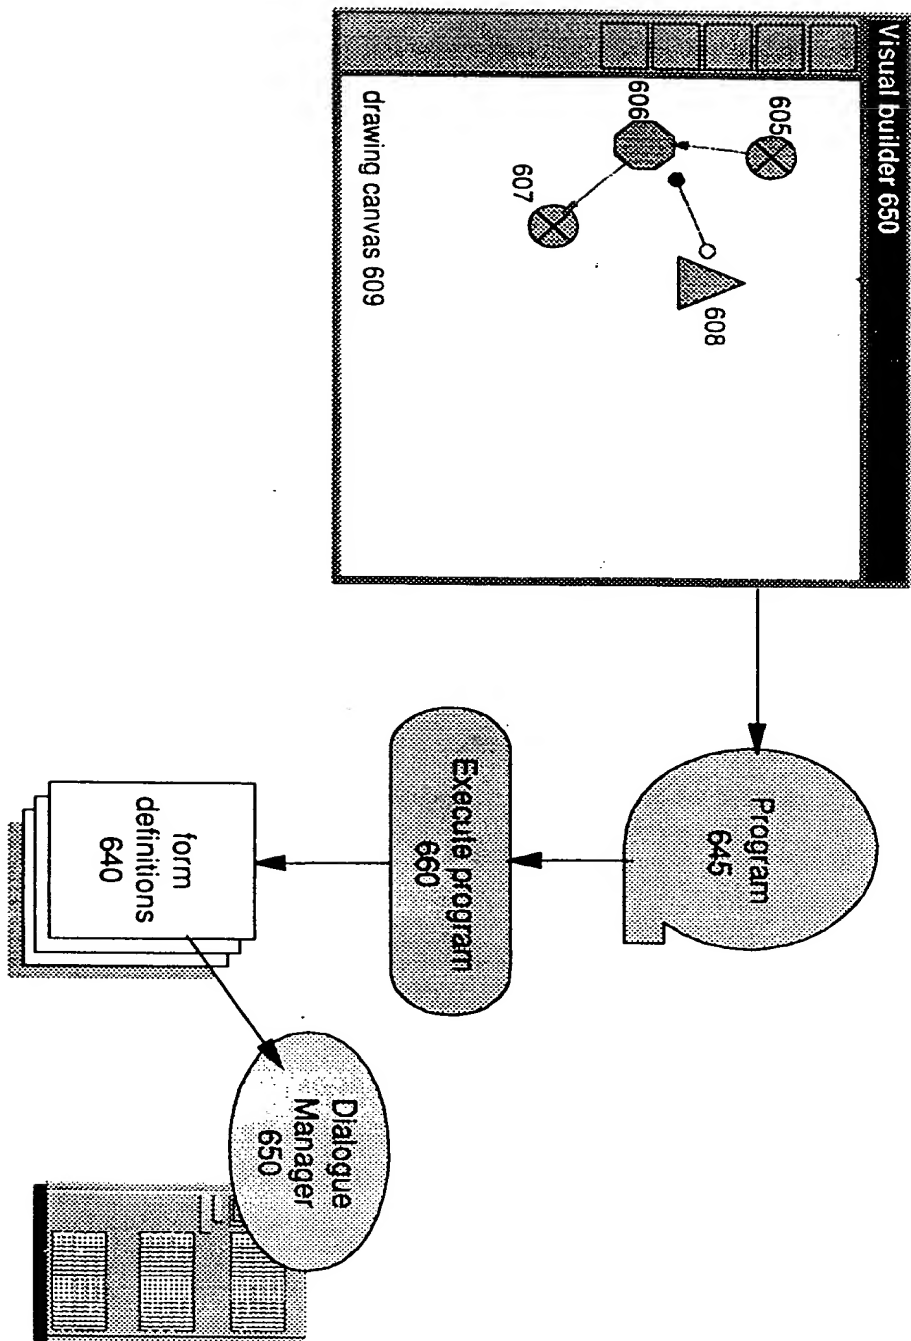 Visual builder 650
605
606
607
608
drawing canvas 609
Program
645
Execute program
660
form
definitions
640
Dialogue
Manager
650